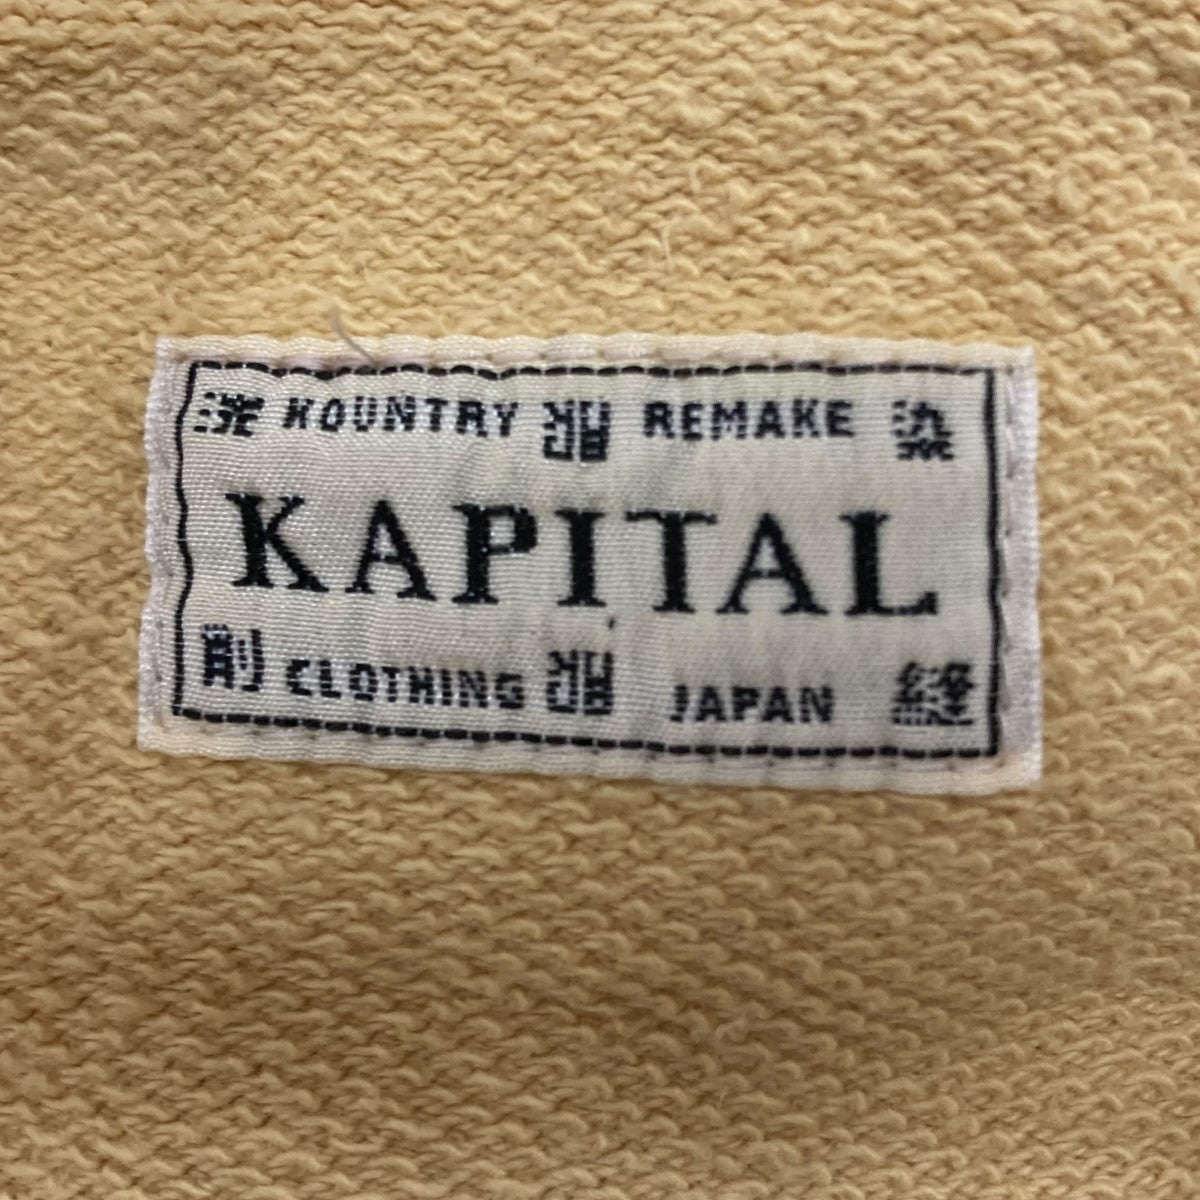 洗 KOUNTRY REMAKE 染
KAPITAL
削 CLOTHING JAPAN 縫